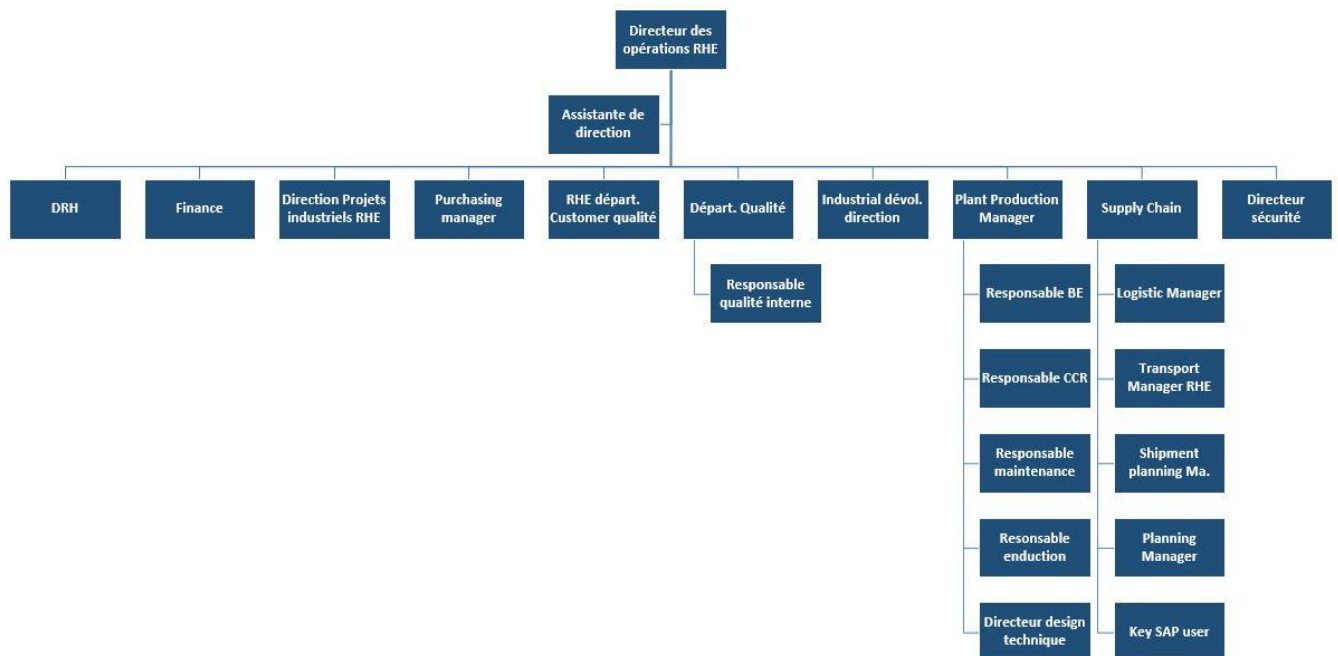 Directeur des
opérations RHE
Assistante de
direction
DRH
Finance
Direction Projets
industriels RHE
Purchasing
manager
RHE départ.
Customer qualité
Départ. Qualité
Industrial dévol.
direction
Plant Production
Manager
Supply Chain
Directeur
sécurité
Responsable
qualité interne
Responsable BE
Logistic Manager
Responsable CCR
Transport
Manager RHE
Responsable
maintenance
Shipment
planning Ma.
Resonsable
enduction
Planning
Manager
Directeur design
technique
Key SAP user